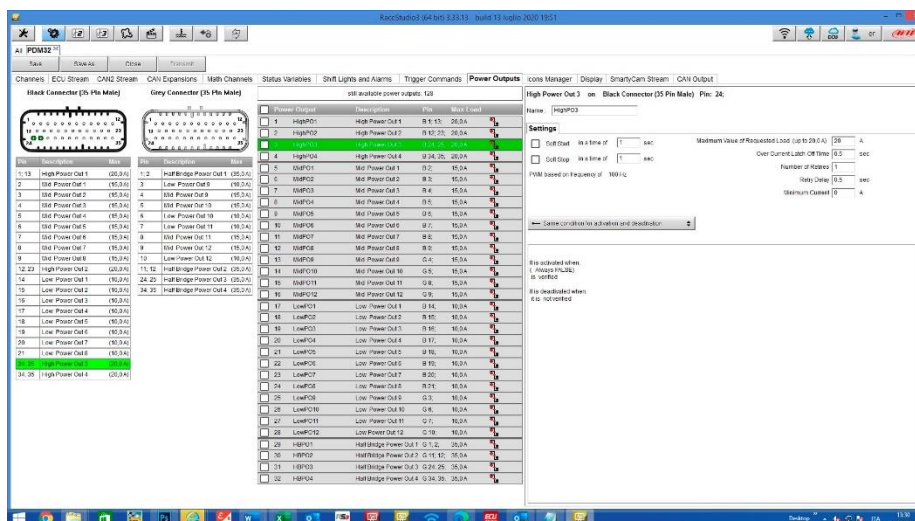 RaceStudio3 (64 bit) 3.33.13 - build 13 luglio 2020 19:51
or
All PDM32
Save Save As Close Transmit
Channels ECU Stream CAN2 Stream CAN Expansions Math Channels Status Variables Shift Lights and Alarms Trigger Commands Power Outputs Icons Manager Display SmartyCam Stream CAN Output
Black Connector (35 Pin Male)
Pin Description Max
1; 13 High Power Out 1 (20,0 A)
2 Mid Power Out 1 (15,0 A)
3 Mid Power Out 2 (15,0 A)
4 Mid Power Out 3 (15,0 A)
5 Mid Power Out 4 (15,0 A)
6 Mid Power Out 5 (15,0 A)
7 Mid Power Out 6 (15,0 A)
8 Mid Power Out 7 (15,0 A)
9 Mid Power Out 8 (15,0 A)
12; 23 High Power Out 2 (20,0 A)
14 Low Power Out 1 (10,0 A)
15 Low Power Out 2 (10,0 A)
16 Low Power Out 3 (10,0 A)
17 Low Power Out 4 (10,0 A)
18 Low Power Out 5 (10,0 A)
19 Low Power Out 6 (10,0 A)
20 Low Power Out 7 (10,0 A)
21 Low Power Out 8 (10,0 A)
24; 25 High Power Out 3 (20,0 A)
34; 35 High Power Out 4 (20,0 A)
Grey Connector (35 Pin Male)
Pin Description Max
1; 2 Half Bridge Power Out 1 (35,0 A)
3 Low Power Out 9 (10,0 A)
4 Mid Power Out 9 (15,0 A)
5 Mid Power Out 10 (15,0 A)
6 Low Power Out 10 (10,0 A)
7 Low Power Out 11 (10,0 A)
8 Mid Power Out 11 (15,0 A)
9 Mid Power Out 12 (15,0 A)
10 Low Power Out 12 (10,0 A)
11; 12 Half Bridge Power Out 2 (35,0 A)
24; 25 Half Bridge Power Out 3 (35,0 A)
34; 35 Half Bridge Power Out 4 (35,0 A)
still available power outputs: 128
Power Output Description Pin Max Load
1 HighPO1 High Power Out 1 B 1; 13; 20,0 A
2 HighPO2 High Power Out 2 B 12; 23; 20,0 A
3 HighPO3 High Power Out 3 B 24; 25; 20,0 A
4 HighPO4 High Power Out 4 B 34; 35; 20,0 A
5 MidPO1 Mid Power Out 1 B 2; 15,0 A
6 MidPO2 Mid Power Out 2 B 3; 15,0 A
7 MidPO3 Mid Power Out 3 B 4; 15,0 A
8 MidPO4 Mid Power Out 4 B 5; 15,0 A
9 MidPO5 Mid Power Out 5 B 6; 15,0 A
10 MidPO6 Mid Power Out 6 B 7; 15,0 A
11 MidPO7 Mid Power Out 7 B 8; 15,0 A
12 MidPO8 Mid Power Out 8 B 9; 15,0 A
13 MidPO9 Mid Power Out 9 G 4; 15,0 A
14 MidPO10 Mid Power Out 10 G 5; 15,0 A
15 MidPO11 Mid Power Out 11 G 8; 15,0 A
16 MidPO12 Mid Power Out 12 G 9; 15,0 A
17 LowPO1 Low Power Out 1 B 14; 10,0 A
18 LowPO2 Low Power Out 2 B 15; 10,0 A
19 LowPO3 Low Power Out 3 B 16; 10,0 A
20 LowPO4 Low Power Out 4 B 17; 10,0 A
21 LowPO5 Low Power Out 5 B 18; 10,0 A
22 LowPO6 Low Power Out 6 B 19; 10,0 A
23 LowPO7 Low Power Out 7 B 20; 10,0 A
24 LowPO8 Low Power Out 8 B 21; 10,0 A
25 LowPO9 Low Power Out 9 G 3; 10,0 A
26 LowPO10 Low Power Out 10 G 6; 10,0 A
27 LowPO11 Low Power Out 11 G 7; 10,0 A
28 LowPO12 Low Power Out 12 G 10; 10,0 A
29 HBPO1 Half Bridge Power Out 1 G 1; 2; 35,0 A
30 HBPO2 Half Bridge Power Out 2 G 11; 12; 35,0 A
31 HBPO3 Half Bridge Power Out 3 G 24; 25; 35,0 A
32 HBPO4 Half Bridge Power Out 4 G 34; 35; 35,0 A
High Power Out 3 on Black Connector (35 Pin Male) Pin: 24;
Name: HighPO3
Settings
Soft Start in a time of 1 sec
Soft Stop in a time of 1 sec
PWM based on frequency of 100 Hz
Maximum Value of Requested Load (up to 20,0 A) 20 A
Over Current Latch Off Time 0.5 sec
Number of Retries 1
Retry Delay 0.5 sec
Minimum Current 0 A
Same condition for activation and deactivation
It is activated when:
( Always FALSE)
is verified
It is deactivated when:
it is not verified
Desktop ITA 13:36